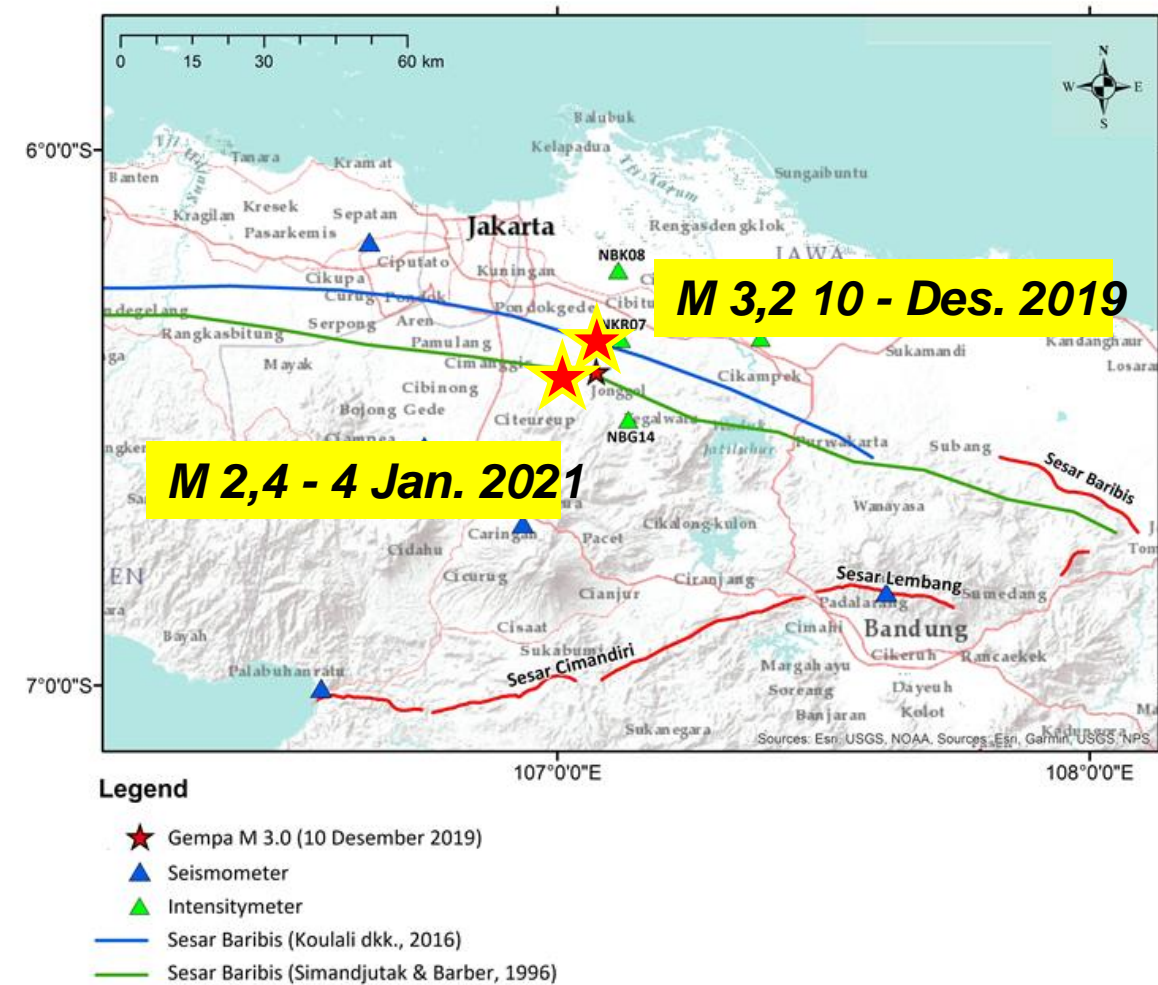 0 15 30 60 km
N
W E
S
6°0'0"S
Balubuk
Kelapadua
Tanara
Kramat
Banten
Sungaibuntu
Kresek
Sepatan
Kragilan
Pasarkemis
Jakarta
Rengasdengklok
JAWA
Ciputato
NBK08
Kuningan
Cikupa
Curug
Pondok
Pondokgede
M 3,2 10 - Des. 2019
Serpong
Aren
NKR07
Rangkasbitung
Pamulang
Kandanghaur
Sukamandi
Losara
Mayak
Cimanggis
Cibinong
Jonggol
Cikampek
Bojong Gede
Citeureup
NBG14
Jatiluhur
Purwakarta
Subang
Sesar Baribis
M 2,4 - 4 Jan. 2021
Wanayasa
Caringan
Pacet
Cikalong-kulon
Cidahu
Cicurug
Ciranjang
Sesar Lembang
Sumedang
Cianjur
Padalarang
Cisaat
Cimahi
Bandung
Bayah
Sukabumi
Sesar Cimandiri
Cikeruh
Rancaekek
Palabuhanratu
Margahayu
7°0'0"S
Soreang
Dayeuh
Kolot
Banjaran
Sukanegara
Sources: Esri, USGS, NOAA, Sources: Esri, Garmin, USGS, NPS
107°0'0"E 108°0'0"E
Legend
Gempa M 3.0 (10 Desember 2019)
Seismometer
Intensitymeter
Sesar Baribis (Koulali dkk., 2016)
Sesar Baribis (Simandjutak & Barber, 1996)